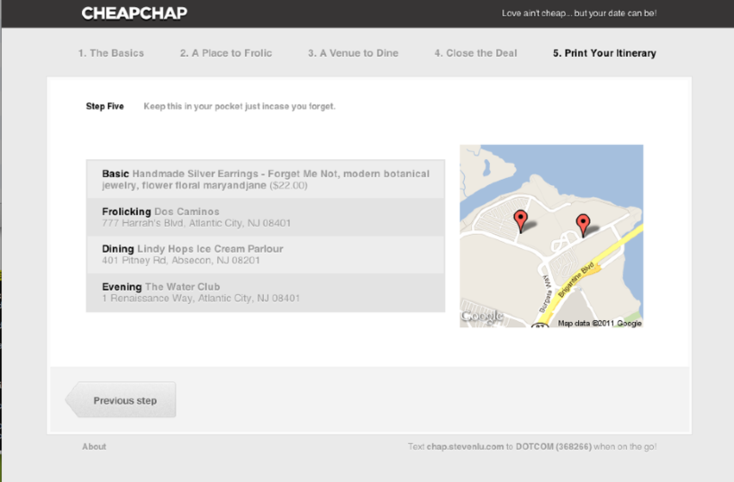 CHEAPCHAP
Love ain't cheap... but your date can be!
1. The Basics
2. A Place to Frolic
3. A Venue to Dine
4. Close the Deal
5. Print Your Itinerary
Step Five Keep this in your pocket just incase you forget.
Basic Handmade Silver Earrings - Forget Me Not, modern botanical
jewelry, flower floral maryandjane ($22.00)
Frolicking Dos Caminos
777 Harrah's Blvd, Atlantic City, NJ 08401
Dining Lindy Hops Ice Cream Parlour
401 Pitney Rd, Absecon, NJ 08201
Evening The Water Club
1 Renaissance Way, Atlantic City, NJ 08401
Brigantine Blvd
Google
Map data ©2011 Google
Previous step
About
Text chap.stevenlu.com to DOTCOM (368266) when on the go!